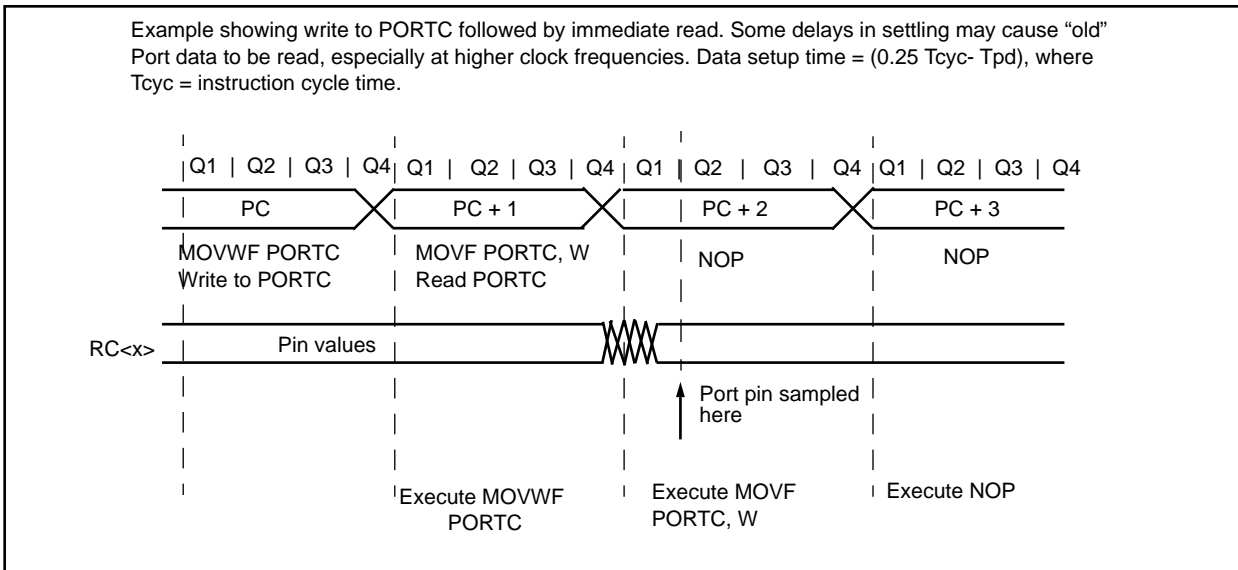 Example showing write to PORTC followed by immediate read. Some delays in settling may cause “old”
Port data to be read, especially at higher clock frequencies. Data setup time = (0.25 Tcyc- Tpd), where
Tcyc = instruction cycle time.
Q1 | Q2 | Q3 | Q4 Q1 | Q2 | Q3 | Q4 Q1 | Q2 | Q3 | Q4 Q1 | Q2 | Q3 | Q4
PC PC + 1 PC + 2 PC + 3
MOVWF PORTC MOVF PORTC, W NOP NOP
Write to PORTC Read PORTC
RC<x> Pin values
Port pin sampled
here
Execute MOVWF Execute MOVF Execute NOP
PORTC PORTC, W